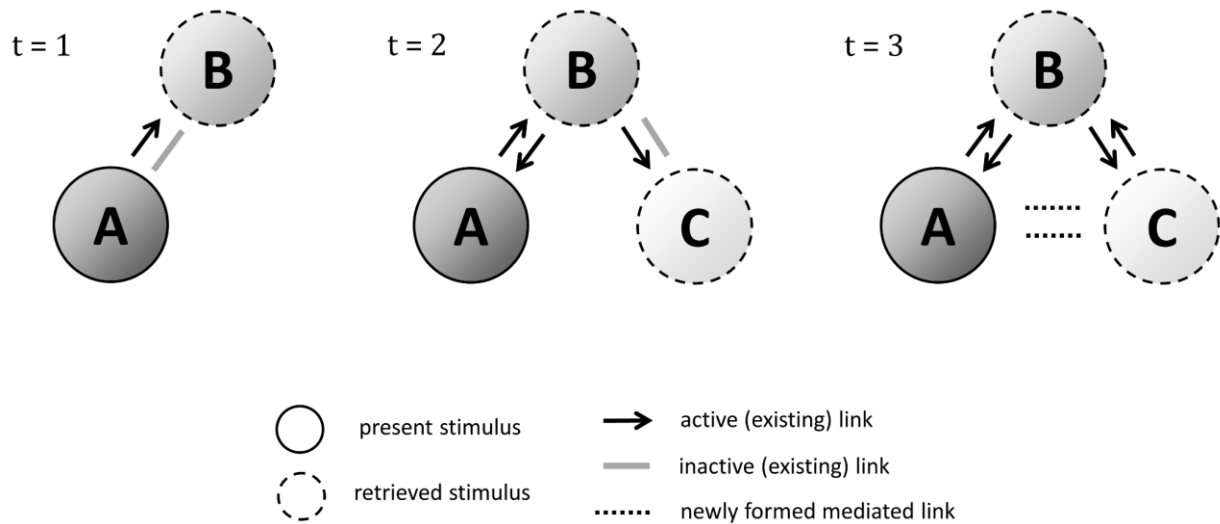 t = 1
B
A
t = 2
B
A
C
t = 3
B
A
C
present stimulus
retrieved stimulus
active (existing) link
inactive (existing) link
newly formed mediated link